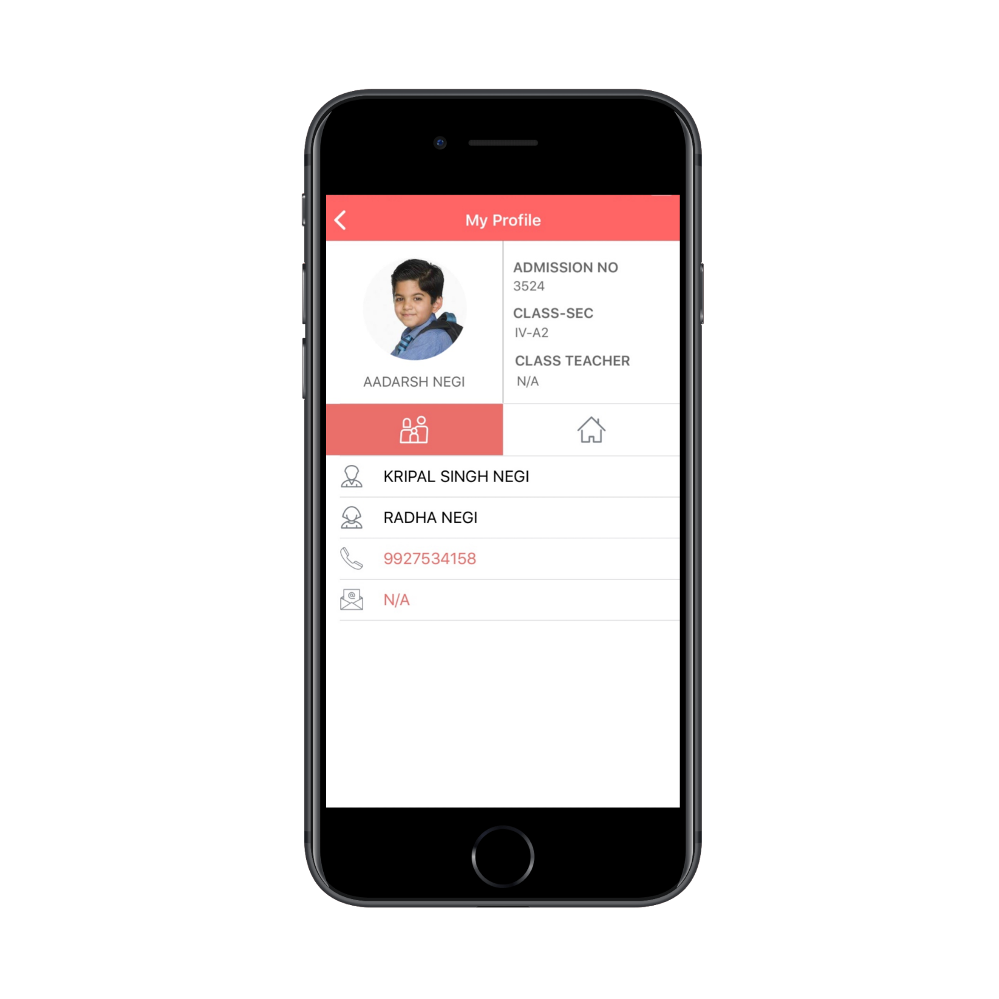 My Profile
ADMISSION NO
3524
CLASS-SEC
IV-A2
CLASS TEACHER
N/A
AADARSH NEGI
KRIPAL SINGH NEGI
RADHA NEGI
9927534158
@
N/A